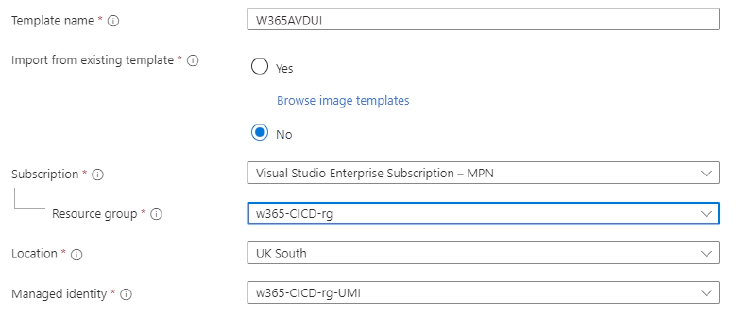 Template name * W365AVDUI
Import from existing template *
Yes
Browse image templates
No
Subscription * Visual Studio Enterprise Subscription – MPN
Resource group * w365-CICD-rg
Location * UK South
Managed identity * w365-CICD-rg-UMI